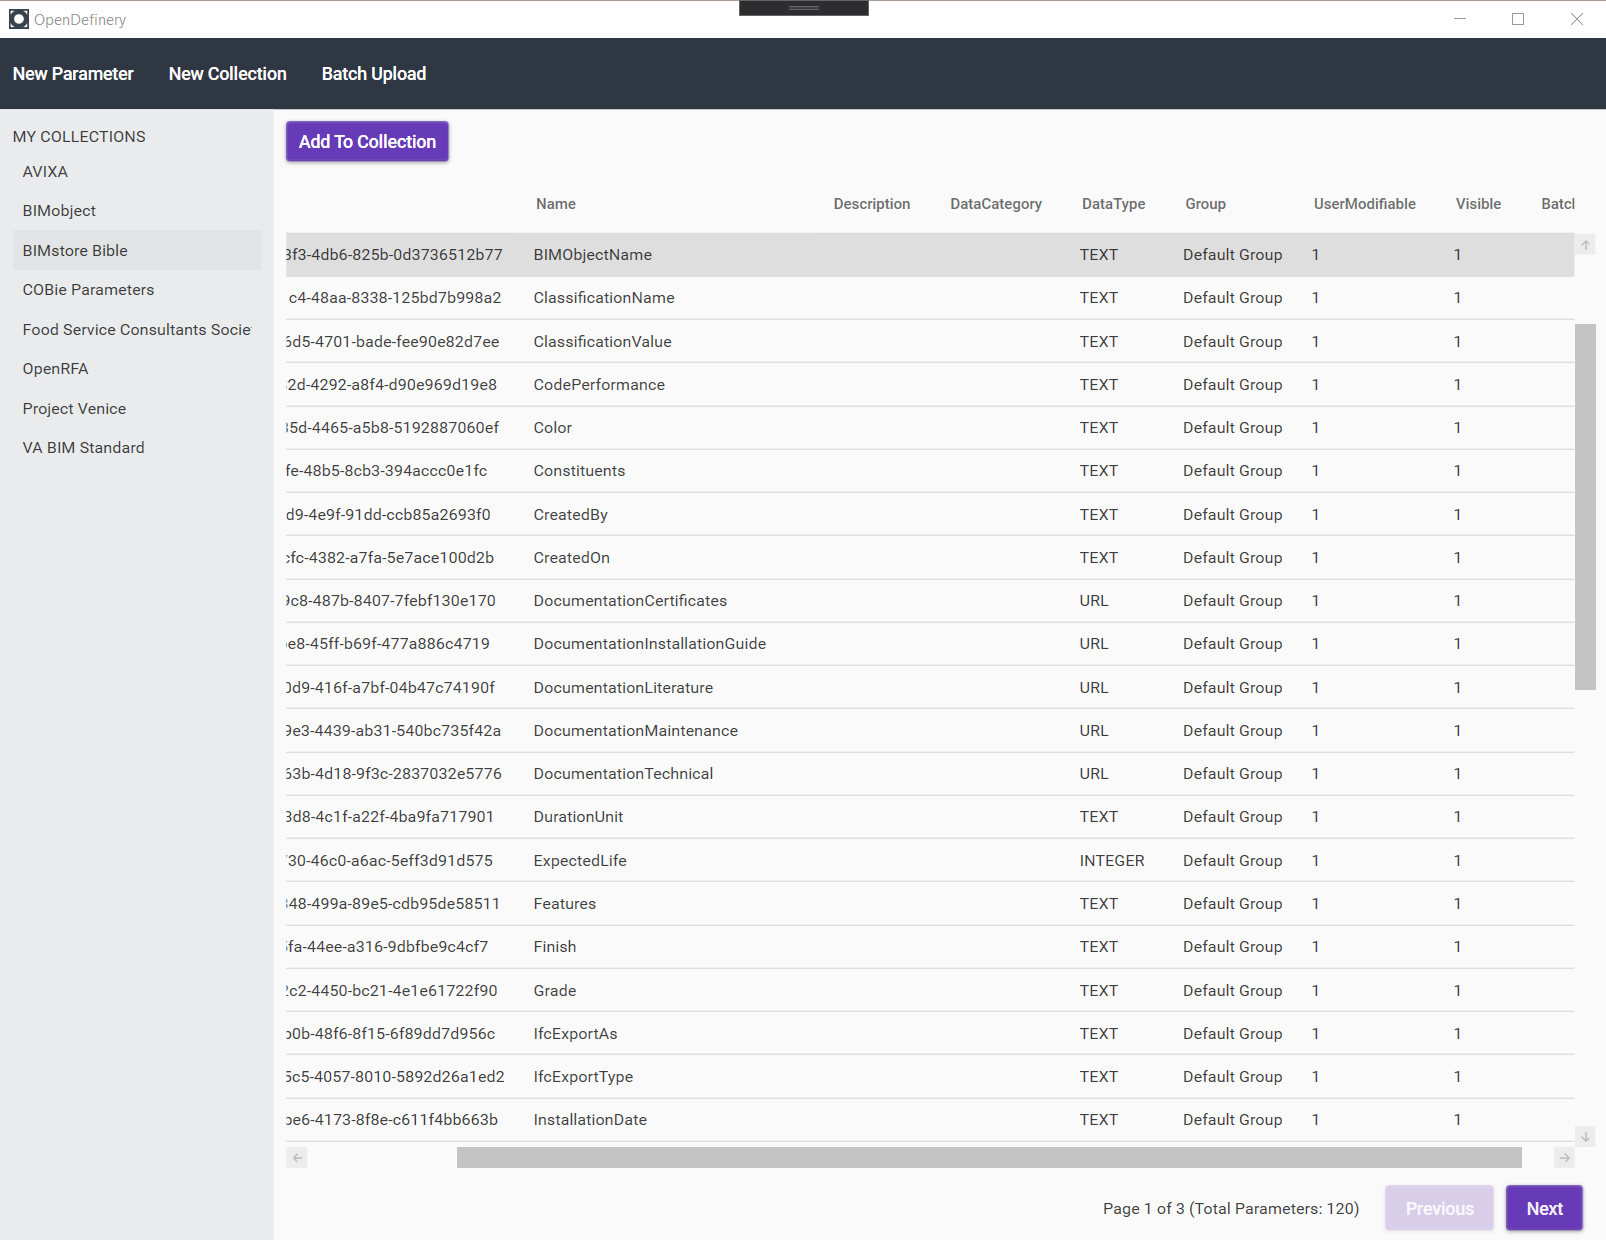 OpenDefinery
New Parameter New Collection Batch Upload
MY COLLECTIONS
AVIXA
BIMobject
BIMstore Bible
COBie Parameters
Food Service Consultants Socie
OpenRFA
Project Venice
VA BIM Standard
Add To Collection
Name Description DataCategory DataType Group UserModifiable Visible Batch
3f3-4db6-825b-0d3736512b77 BIMObjectName TEXT Default Group 1 1
c4-48aa-8338-125bd7b998a2 ClassificationName TEXT Default Group 1 1
6d5-4701-bade-fee90e82d7ee ClassificationValue TEXT Default Group 1 1
2d-4292-a8f4-d90e969d19e8 CodePerformance TEXT Default Group 1 1
35d-4465-a5b8-5192887060ef Color TEXT Default Group 1 1
fe-48b5-8cb3-394accc0e1fc Constituents TEXT Default Group 1 1
d9-4e9f-91dd-ccb85a2693f0 CreatedBy TEXT Default Group 1 1
cfc-4382-a7fa-5e7ace100d2b CreatedOn TEXT Default Group 1 1
9c8-487b-8407-7febf130e170 DocumentationCertificates URL Default Group 1 1
e8-45ff-b69f-477a886c4719 DocumentationInstallationGuide URL Default Group 1 1
0d9-416f-a7bf-04b47c74190f DocumentationLiterature URL Default Group 1 1
9e3-4439-ab31-540bc735f42a DocumentationMaintenance URL Default Group 1 1
63b-4d18-9f3c-2837032e5776 DocumentationTechnical URL Default Group 1 1
3d8-4c1f-a22f-4ba9fa717901 DurationUnit TEXT Default Group 1 1
730-46c0-a6ac-5eff3d91d575 ExpectedLife INTEGER Default Group 1 1
348-499a-89e5-cdb95de58511 Features TEXT Default Group 1 1
fa-44ee-a316-9dbfbe9c4cf7 Finish TEXT Default Group 1 1
2c2-4450-bc21-4e1e61722f90 Grade TEXT Default Group 1 1
b0b-48f6-8f15-6f89dd7d956c IfcExportAs TEXT Default Group 1 1
5c5-4057-8010-5892d26a1ed2 IfcExportType TEXT Default Group 1 1
be6-4173-8f8e-c611f4bb663b InstallationDate TEXT Default Group 1 1
Page 1 of 3 (Total Parameters: 120) Previous Next